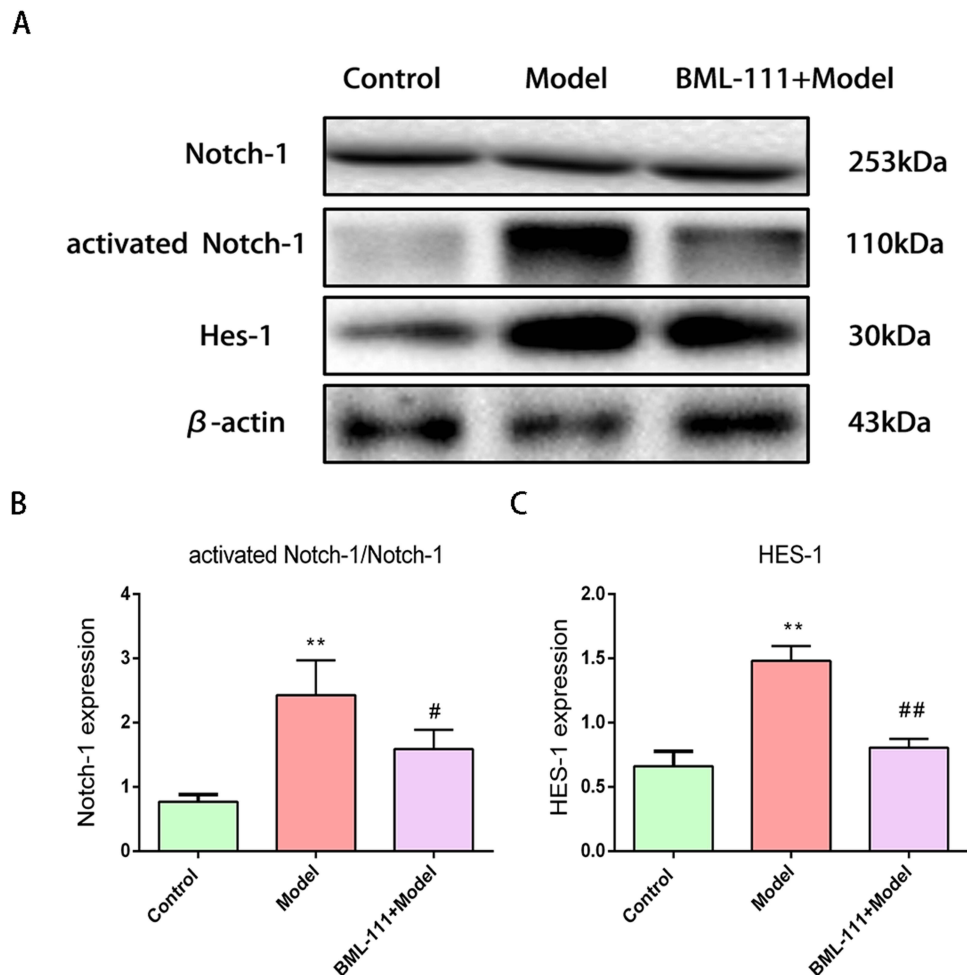 A
Control Model BML-111+Model
Notch-1 253kDa
activated Notch-1 110kDa
Hes-1 30kDa
β-actin 43kDa
B
activated Notch-1/Notch-1
Notch-1 expression
4
3
2
1
0
**
#
Control
Model
BML-111+Model
C
HES-1
HES-1 expression
2.0
1.5
1.0
0.5
0.0
**
##
Control
Model
BML-111+Model